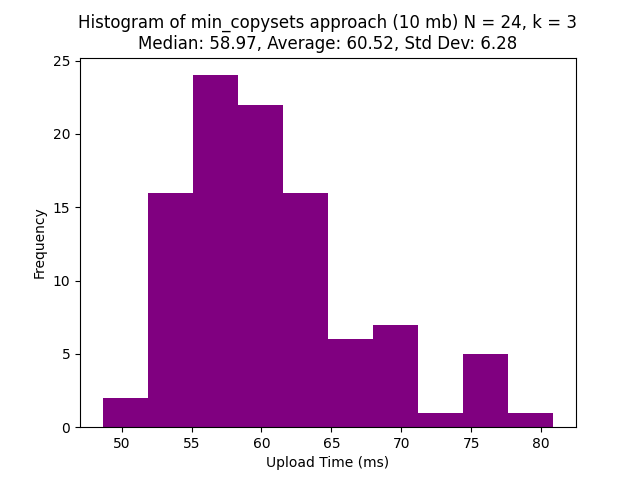 Histogram of min_copysets approach (10 mb) N = 24, k = 3
Median: 58.97, Average: 60.52, Std Dev: 6.28
25
20
15
10
5
0
Frequency
50 55 60 65 70 75 80
Upload Time (ms)